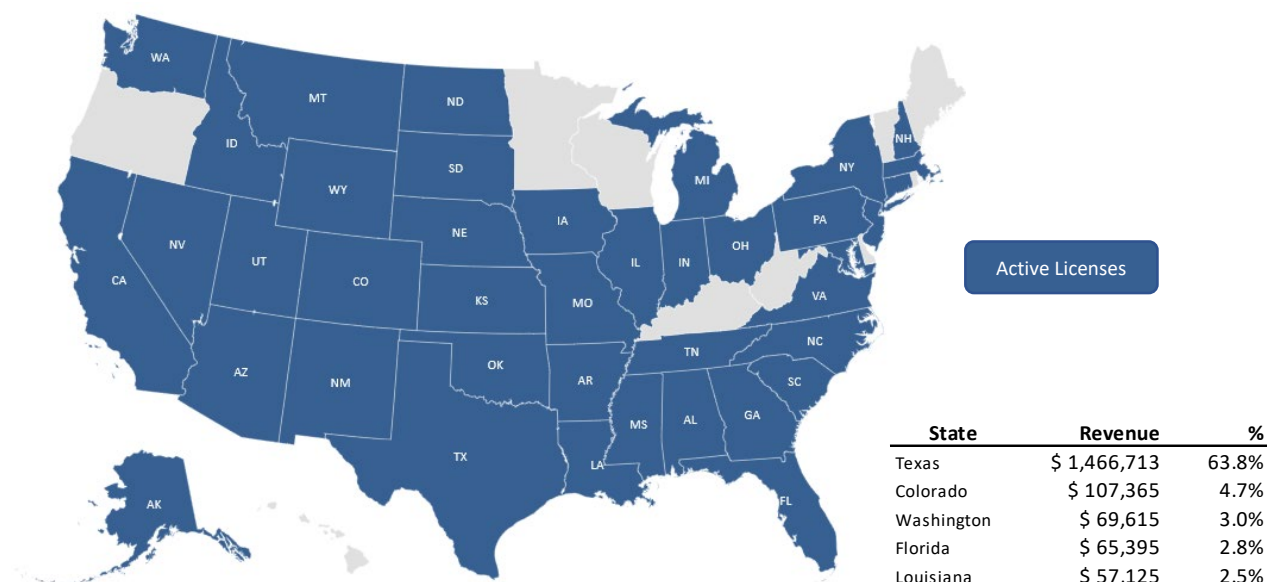 WA
MT
ND
ID
SD
WY
MI
NY
NH
IA
NE
PA
NV
UT
CO
IL
IN
OH
CA
KS
MO
VA
Active Licenses
TN
NC
AZ
NM
OK
AR
SC
MS
AL
GA
TX
LA
AK
FL
State Revenue %
Texas $ 1,466,713 63.8%
Colorado $ 107,365 4.7%
Washington $ 69,615 3.0%
Florida $ 65,395 2.8%
Louisiana $ 57,125 2.5%